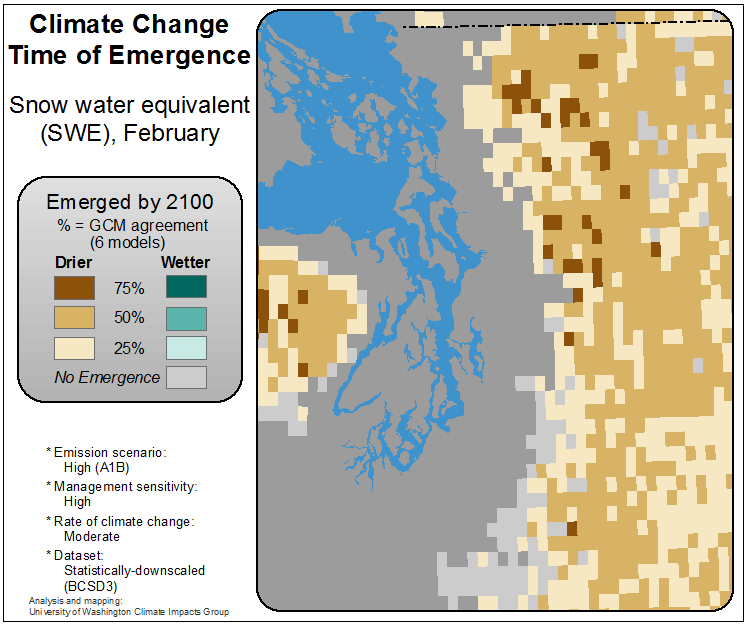 Climate Change
Time of Emergence
Snow water equivalent
(SWE), February
Emerged by 2100
% = GCM agreement
(6 models)
Drier Wetter
75%
50%
25%
No Emergence
* Emission scenario:
High (A1B)
* Management sensitivity:
High
* Rate of climate change:
Moderate
* Dataset:
Statistically-downscaled
(BCSD3)
Analysis and mapping:
University of Washington Climate Impacts Group